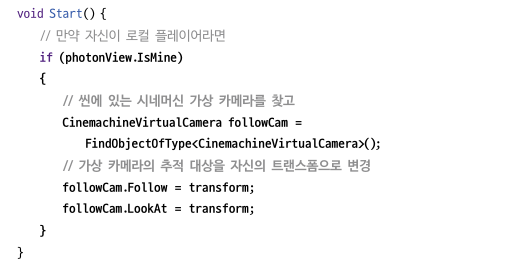 void Start() {
// 만약 자신이 로컬 플레이어라면
if (photonView.IsMine)
{
// 씬에 있는 시네머신 가상 카메라를 찾고
CinemachineVirtualCamera followCam =
FindObjectOfType<CinemachineVirtualCamera>();
// 가상 카메라의 추적 대상을 자신의 트랜스폼으로 변경
followCam.Follow = transform;
followCam.LookAt = transform;
}
}